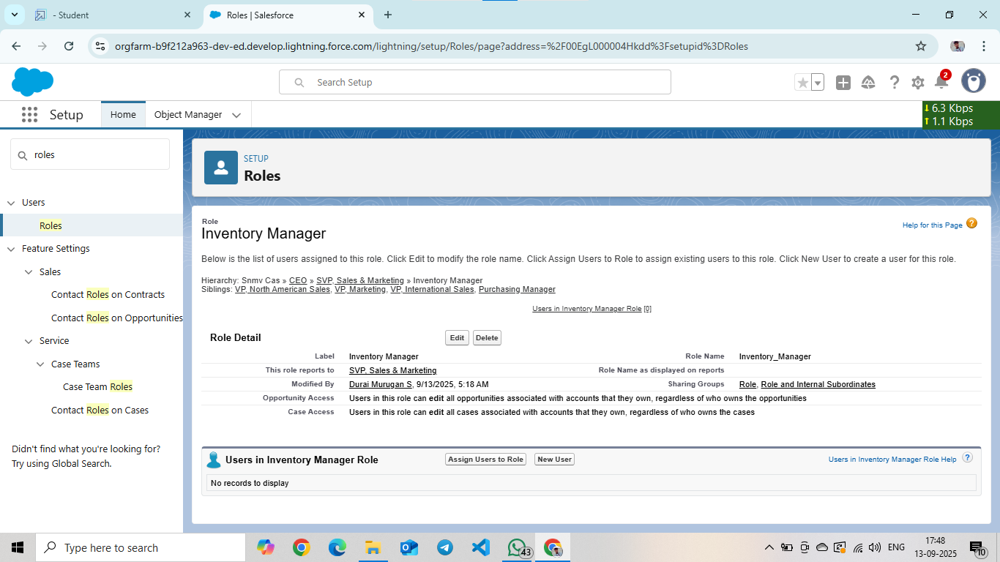 - Student
Roles | Salesforce
orgfarm-b9f212a963-dev-ed.develop.lightning.force.com/lightning/setup/Roles/page?address=%2F00EgL000004Hkdd%3Fsetupid%3DRoles
Search Setup
2
Setup
Home
Object Manager
6.3 Kbps
1.1 Kbps
roles
Users
Roles
Feature Settings
Sales
Contact Roles on Contracts
Contact Roles on Opportunities
Service
Case Teams
Case Team Roles
Contact Roles on Cases
Didn't find what you're looking for?
Try using Global Search.
SETUP
Roles
Role
Inventory Manager
Help for this Page ?
Below is the list of users assigned to this role. Click Edit to modify the role name. Click Assign Users to Role to assign existing users to this role. Click New User to create a user for this role.
Hierarchy: Snmv Cas » CEO » SVP, Sales & Marketing » Inventory Manager
Siblings: VP, North American Sales, VP, Marketing, VP, International Sales, Purchasing Manager
Users in Inventory Manager Role [0]
Role Detail Edit Delete
Label Inventory Manager Role Name Inventory_Manager
This role reports to SVP, Sales & Marketing Role Name as displayed on reports
Modified By Durai Murugan S, 9/13/2025, 5:18 AM Sharing Groups Role, Role and Internal Subordinates
Opportunity Access Users in this role can edit all opportunities associated with accounts that they own, regardless of who owns the opportunities
Case Access Users in this role can edit all cases associated with accounts that they own, regardless of who owns the cases
Users in Inventory Manager Role Assign Users to Role New User Users in Inventory Manager Role Help ?
No records to display
Type here to search
43
ENG
17:48
13-09-2025
10